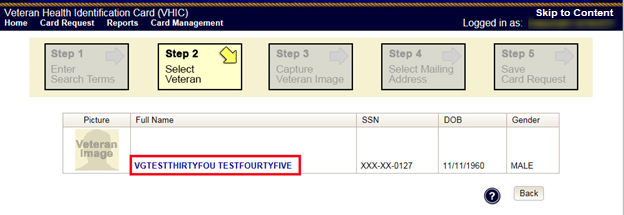 Veteran Health Identification Card (VHIC)
Skip to Content
Home Card Request Reports Card Management
Logged in as:
Step 1
Enter
Search Terms
Step 2
Select
Veteran
Step 3
Capture
Veteran Image
Step 4
Select Mailing
Address
Step 5
Save
Card Request
Picture Full Name SSN DOB Gender
Veteran
Image
VGTESTTHIRTYFOU TESTFOURTYFIVE XXX-XX-0127 11/11/1960 MALE
? Back